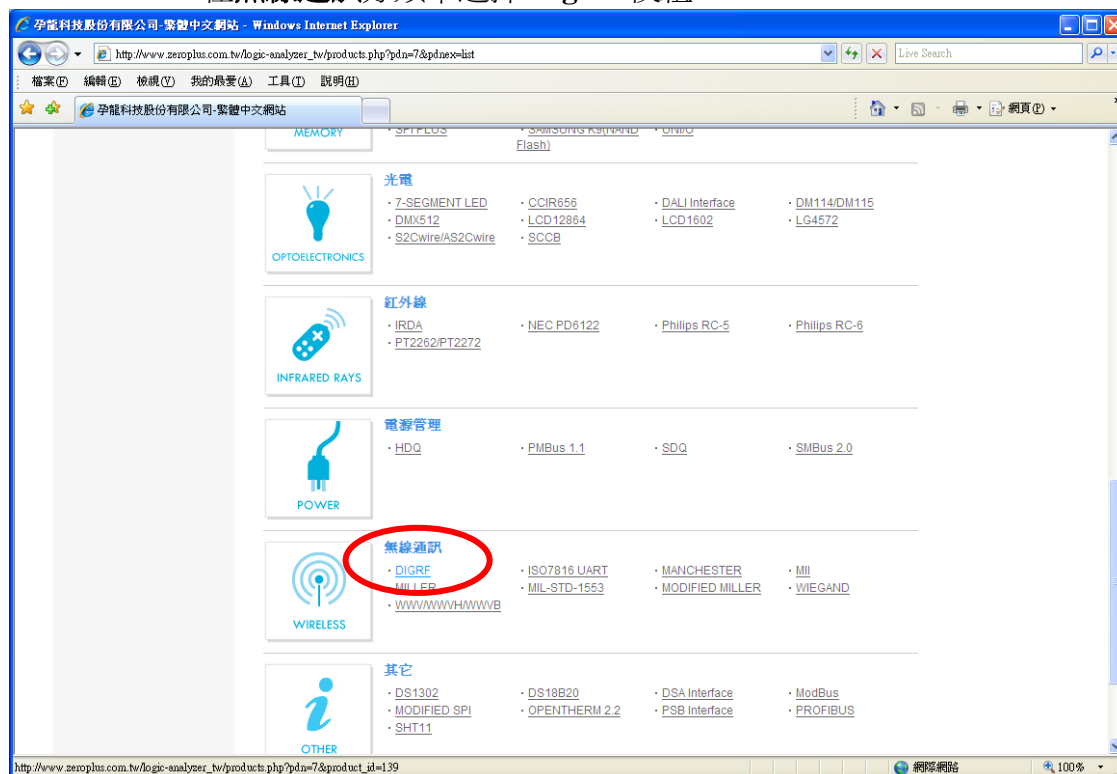 孕龍科技股份有限公司-繁體中文網站 - Windows Internet Explorer
http://www.zeroplus.com.tw/logic-analyzer_tw/products.php?pdn=7&pdnex=list
Live Search
檔案(F) 編輯(E) 檢視(V) 我的最愛(A) 工具(T) 說明(H)
孕龍科技股份有限公司-繁體中文網站
網頁(P)
MEMORY
· SPI PLUS · SAMSUNG K9(NAND Flash) · UNI/O
光電
· 7-SEGMENT LED · CCIR656 · DALI Interface · DM114/DM115
· DMX512 · LCD12864 · LCD1602 · LG4572
· S2Cwire/AS2Cwire · SCCB
OPTOELECTRONICS
紅外線
· IRDA · NEC PD6122 · Philips RC-5 · Philips RC-6
· PT2262/PT2272
INFRARED RAYS
電源管理
· HDQ · PMBus 1.1 · SDQ · SMBus 2.0
POWER
無線通訊
· DIGRF · ISO7816 UART · MANCHESTER · MII
· MILLER · MIL-STD-1553 · MODIFIED MILLER · WIEGAND
· WWV/WWVH/WWVB
WIRELESS
其它
· DS1302 · DS18B20 · DSA Interface · ModBus
· MODIFIED SPI · OPENTHERM 2.2 · PSB Interface · PROFIBUS
· SHT11
OTHER
http://www.zeroplus.com.tw/logic-analyzer_tw/products.php?pdn=7&product_id=139
網際網路
100%